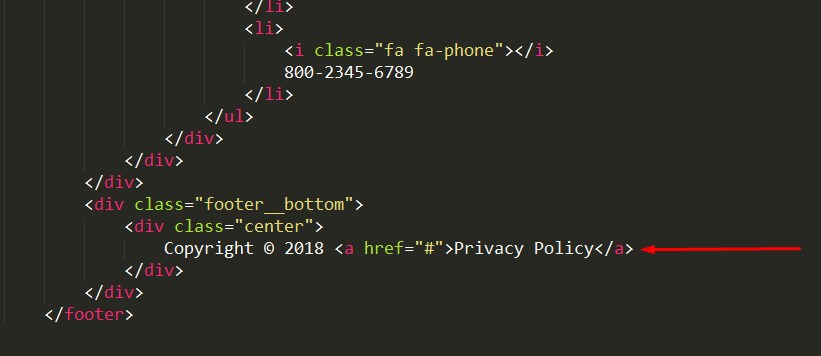 </li>
<li>
<i class="fa fa-phone"></i>
800-2345-6789
</li>
</ul>
</div>
</div>
</div>
<div class="footer__bottom">
<div class="center">
Copyright © 2018 <a href="#">Privacy Policy</a>
</div>
</div>
</footer>